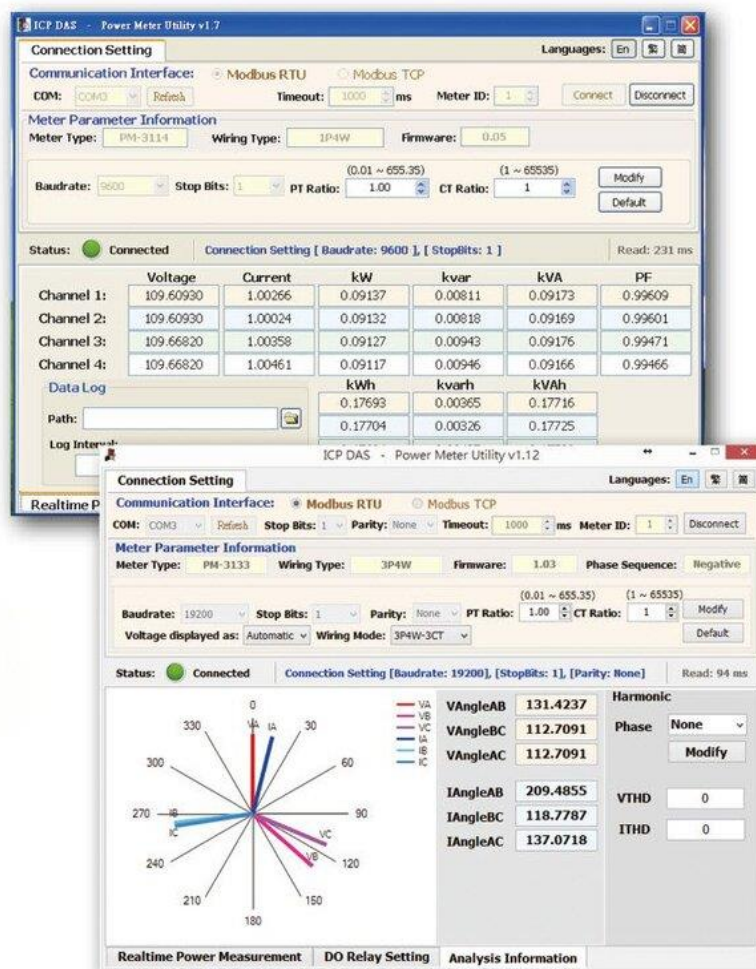 ICP DAS - Power Meter Utility v1.7
Connection Setting
Languages: En 繁 简
Communication Interface: Modbus RTU Modbus TCP
COM: COM3 Refresh Timeout: 1000 ms Meter ID: 1 Connect Disconnect
Meter Parameter Information
Meter Type: PM-3114 Wiring Type: 1P4W Firmware: 0.05
(0.01 ~ 655.35) (1 ~ 65535)
Baudrate: 9600 Stop Bits: 1 PT Ratio: 1.00 CT Ratio: 1 Modify
Default
Status: Connected Connection Setting [ Baudrate: 9600 ], [ StopBits: 1 ] Read: 231 ms
Voltage Current kW kvar kVA PF
Channel 1: 109.60930 1.00266 0.09137 0.00811 0.09173 0.99609
Channel 2: 109.60930 1.00024 0.09132 0.00818 0.09169 0.99601
Channel 3: 109.66820 1.00358 0.09127 0.00943 0.09176 0.99471
Channel 4: 109.66820 1.00461 0.09117 0.00946 0.09166 0.99466
Data Log kWh kvarh kVAh
0.17693 0.00365 0.17716
Path: 0.17704 0.00326 0.17725
Log Interval:
Realtime P
ICP DAS - Power Meter Utility v1.12
Connection Setting
Languages: En 繁 简
Communication Interface: Modbus RTU Modbus TCP
COM: COM3 Refresh Stop Bits: 1 Parity: None Timeout: 1000 ms Meter ID: 1 Disconnect
Meter Parameter Information
Meter Type: PM-3133 Wiring Type: 3P4W Firmware: 1.03 Phase Sequence: Negative
(0.01 ~ 655.35) (1 ~ 65535)
Baudrate: 19200 Stop Bits: 1 Parity: None PT Ratio: 1.00 CT Ratio: 1 Modify
Voltage displayed as: Automatic Wiring Mode: 3P4W-3CT Default
Status: Connected Connection Setting [Baudrate: 19200], [StopBits: 1], [Parity: None] Read: 94 ms
0
330 VA IA 30
300 60
270 IB IC 90
240 VC 120
VB
210 150
180
VA
VB
VC
IA
IB
IC
VAngleAB 131.4237
VAngleBC 112.7091
VAngleAC 112.7091
IAngleAB 209.4855
IAngleBC 118.7787
IAngleAC 137.0718
Harmonic
Phase None
Modify
VTHD 0
ITHD 0
Realtime Power Measurement DO Relay Setting Analysis Information